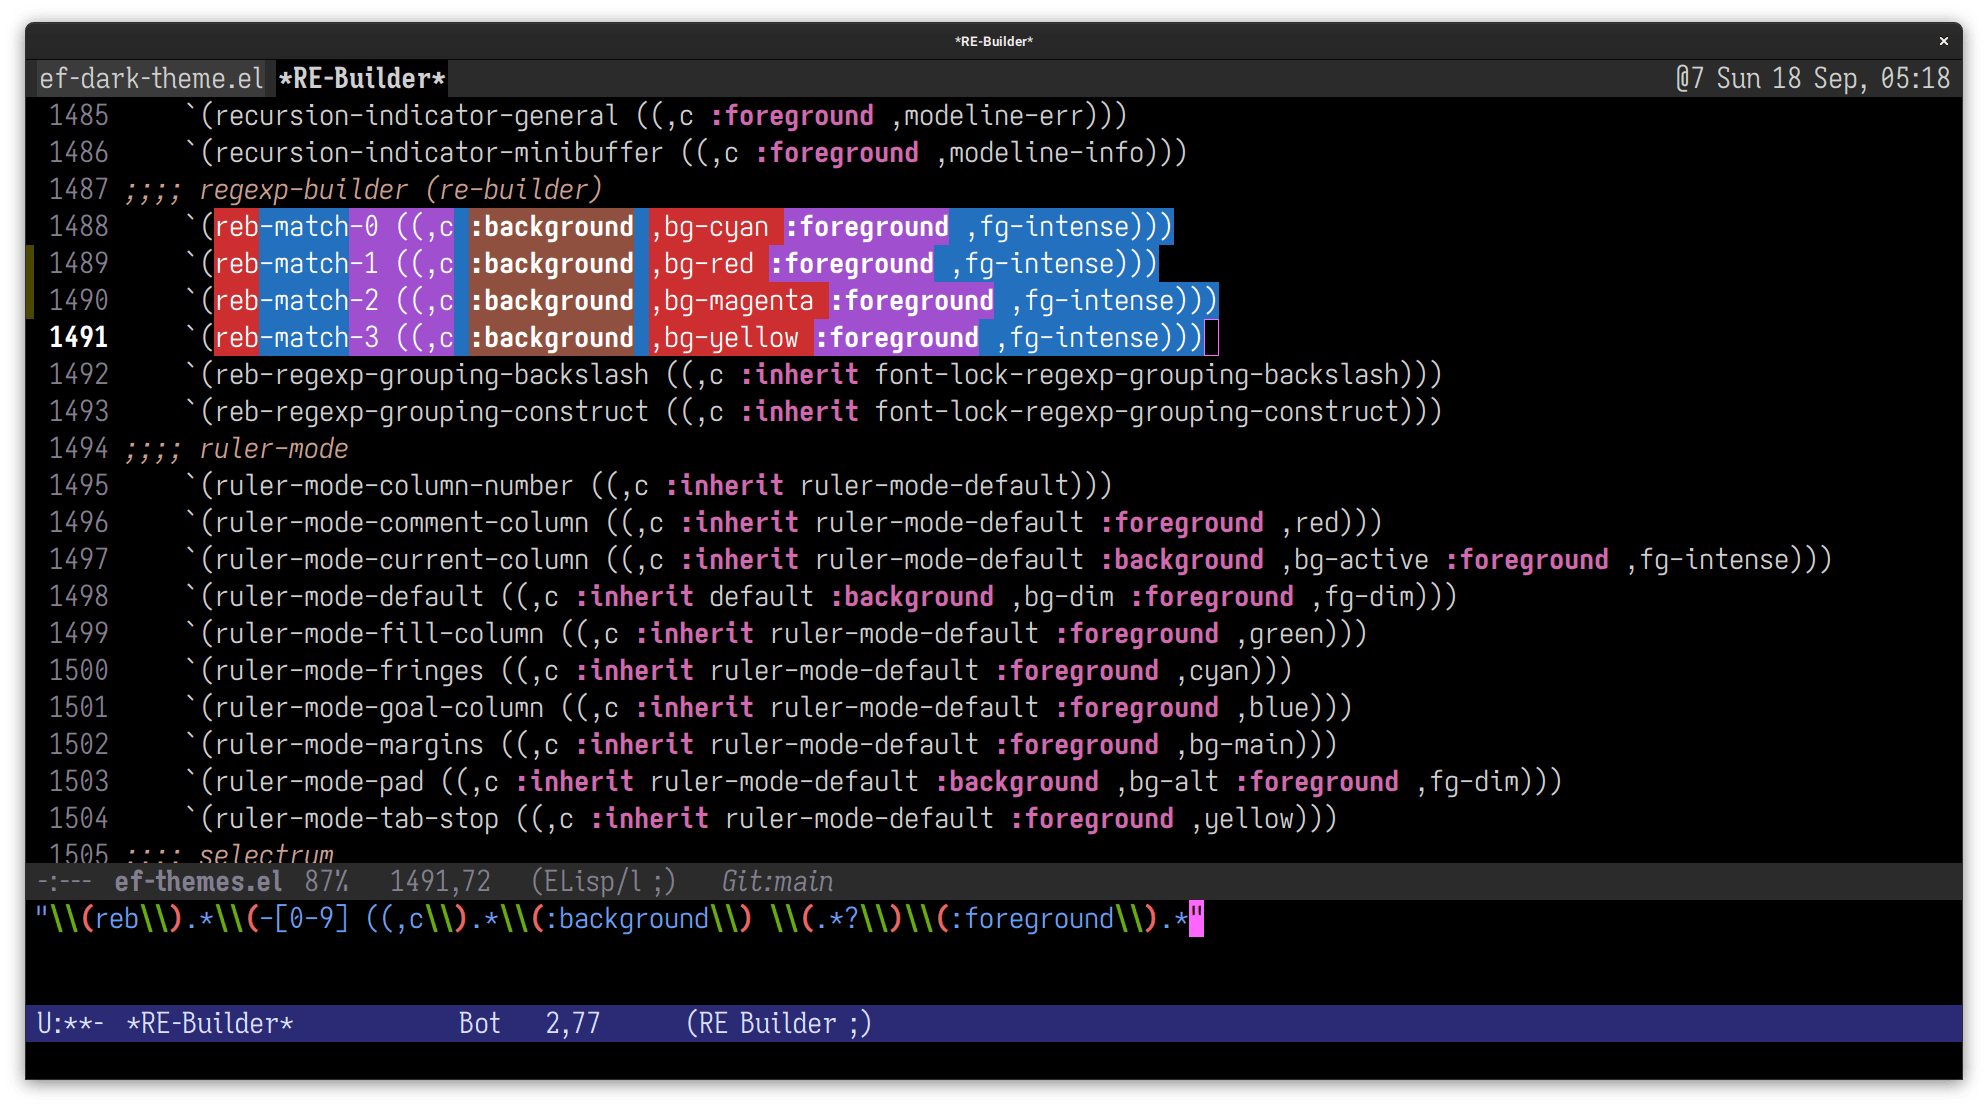 *RE-Builder* ×
ef-dark-theme.el *RE-Builder* @7 Sun 18 Sep, 05:18
1485     `(recursion-indicator-general ((,c :foreground ,modeline-err)))
1486     `(recursion-indicator-minibuffer ((,c :foreground ,modeline-info)))
1487 ;;;; regexp-builder (re-builder)
1488     `(reb-match-0 ((,c :background ,bg-cyan :foreground ,fg-intense)))
1489     `(reb-match-1 ((,c :background ,bg-red :foreground ,fg-intense)))
1490     `(reb-match-2 ((,c :background ,bg-magenta :foreground ,fg-intense)))
1491     `(reb-match-3 ((,c :background ,bg-yellow :foreground ,fg-intense)))
1492     `(reb-regexp-grouping-backslash ((,c :inherit font-lock-regexp-grouping-backslash)))
1493     `(reb-regexp-grouping-construct ((,c :inherit font-lock-regexp-grouping-construct)))
1494 ;;;; ruler-mode
1495     `(ruler-mode-column-number ((,c :inherit ruler-mode-default)))
1496     `(ruler-mode-comment-column ((,c :inherit ruler-mode-default :foreground ,red)))
1497     `(ruler-mode-current-column ((,c :inherit ruler-mode-default :background ,bg-active :foreground ,fg-intense)))
1498     `(ruler-mode-default ((,c :inherit default :background ,bg-dim :foreground ,fg-dim)))
1499     `(ruler-mode-fill-column ((,c :inherit ruler-mode-default :foreground ,green)))
1500     `(ruler-mode-fringes ((,c :inherit ruler-mode-default :foreground ,cyan)))
1501     `(ruler-mode-goal-column ((,c :inherit ruler-mode-default :foreground ,blue)))
1502     `(ruler-mode-margins ((,c :inherit ruler-mode-default :foreground ,bg-main)))
1503     `(ruler-mode-pad ((,c :inherit ruler-mode-default :background ,bg-alt :foreground ,fg-dim)))
1504     `(ruler-mode-tab-stop ((,c :inherit ruler-mode-default :foreground ,yellow)))
1505 ;;;; selectrum
-:---  ef-themes.el  87%   1491,72   (ELisp/l ;)   Git:main
"\\(reb\\).*\\(-[0-9] ((,c\\).*\\(:background\\) \\(.*?\\)\\(:foreground\\).*"
U:**-  *RE-Builder*           Bot   2,77      (RE Builder ;)